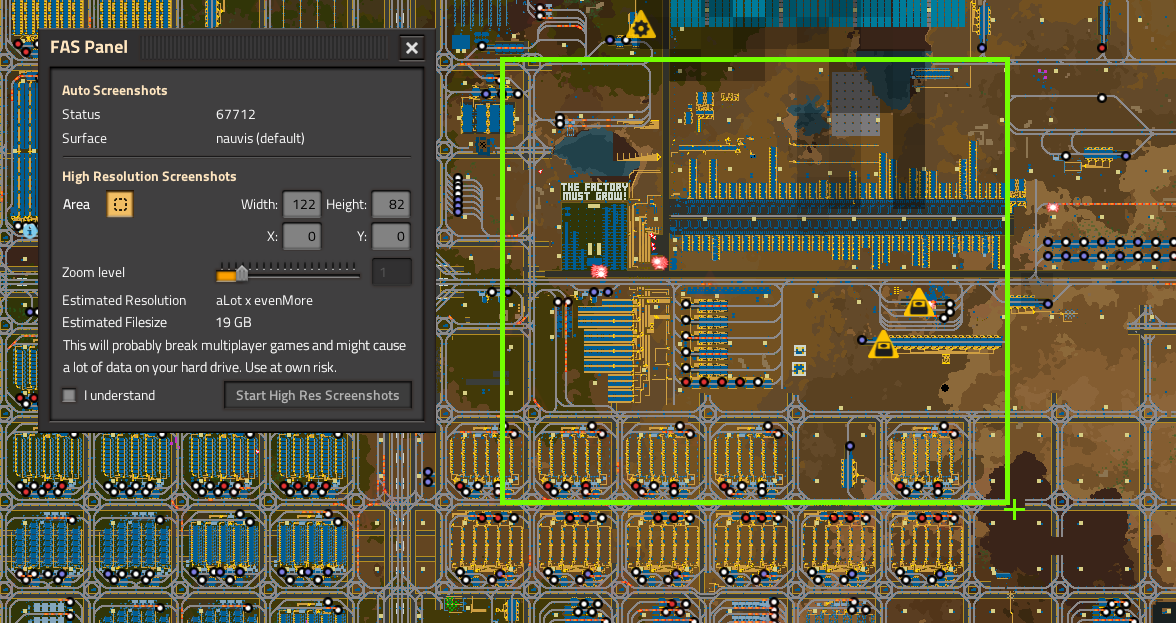 FAS Panel
Auto Screenshots
Status 67712
Surface nauvis (default)
High Resolution Screenshots
Area Width: 122 Height: 82
X: 0 Y: 0
Zoom level 1
Estimated Resolution aLot x evenMore
Estimated Filesize 19 GB
This will probably break multiplayer games and might cause
a lot of data on your hard drive. Use at own risk.
I understand Start High Res Screenshots
THE FACTORY
MUST GROW!